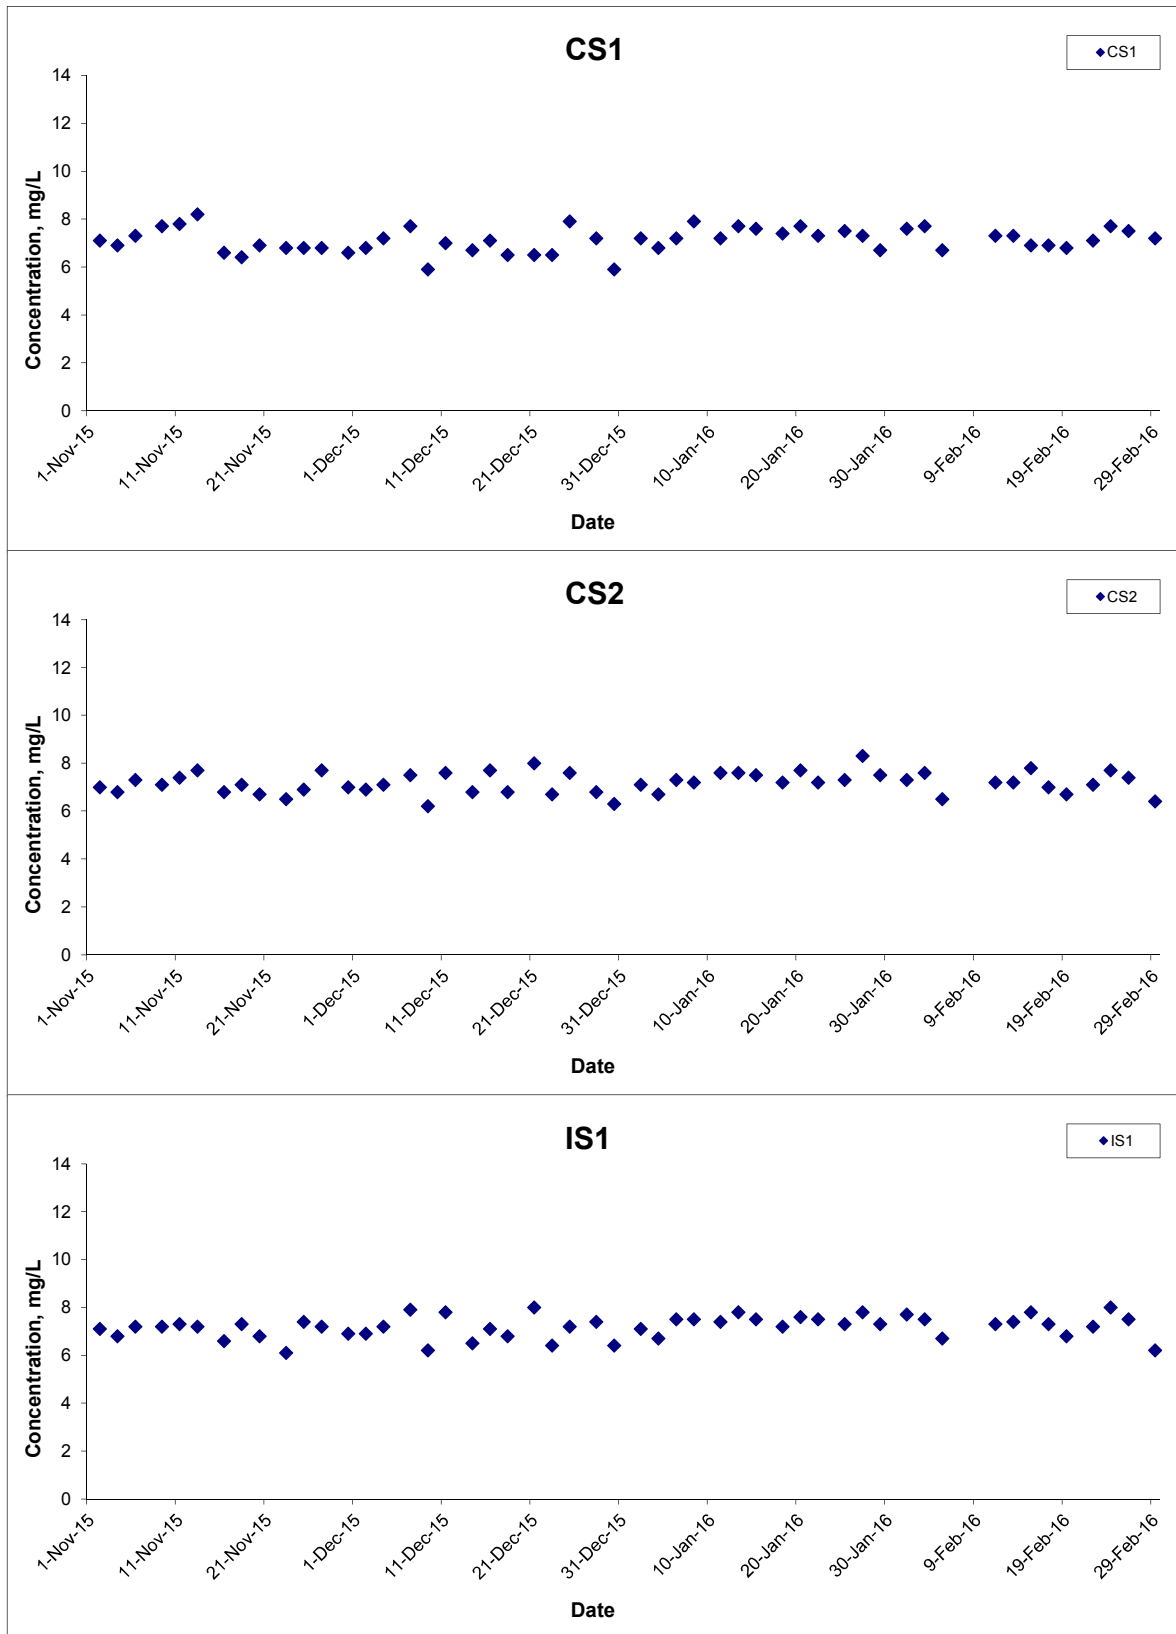 CS1
CS1
14
12
10
8
6
4
2
0
Concentration, mg/L
1-Nov-15
11-Nov-15
21-Nov-15
1-Dec-15
11-Dec-15
21-Dec-15
31-Dec-15
10-Jan-16
20-Jan-16
30-Jan-16
9-Feb-16
19-Feb-16
29-Feb-16
Date
CS2
CS2
14
12
10
8
6
4
2
0
Concentration, mg/L
1-Nov-15
11-Nov-15
21-Nov-15
1-Dec-15
11-Dec-15
21-Dec-15
31-Dec-15
10-Jan-16
20-Jan-16
30-Jan-16
9-Feb-16
19-Feb-16
29-Feb-16
Date
IS1
IS1
14
12
10
8
6
4
2
0
Concentration, mg/L
1-Nov-15
11-Nov-15
21-Nov-15
1-Dec-15
11-Dec-15
21-Dec-15
31-Dec-15
10-Jan-16
20-Jan-16
30-Jan-16
9-Feb-16
19-Feb-16
29-Feb-16
Date